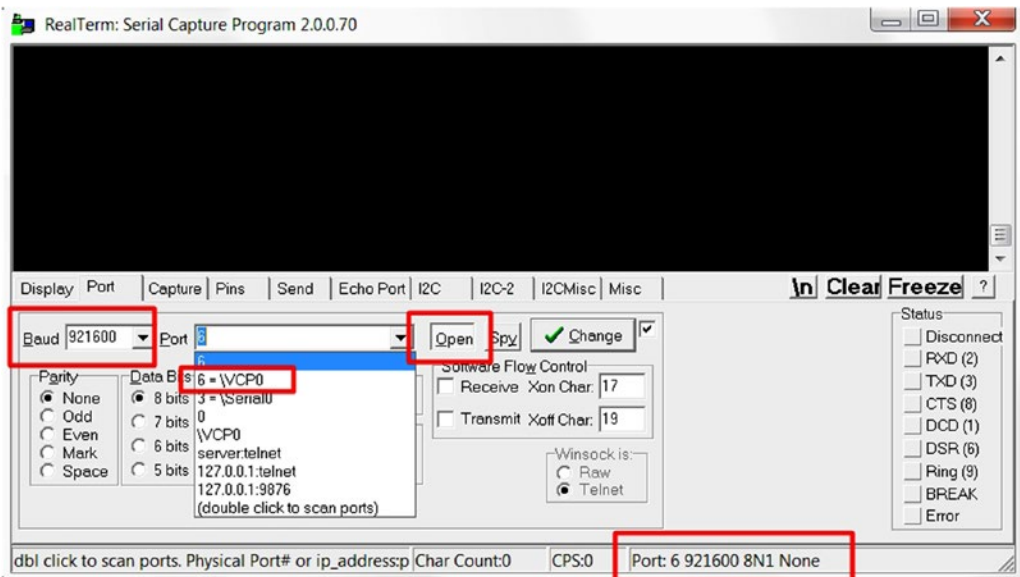 RealTerm: Serial Capture Program 2.0.0.70
Display Port Capture Pins Send Echo Port I2C I2C-2 I2CMisc Misc \n Clear Freeze ?
Baud 921600 Port 6 Open Spy Change
6
6 = \VCP0
3 = \Serial0
0
\VCP0
server:telnet
127.0.0.1:telnet
127.0.0.1:9876
(double click to scan ports)
Parity
None
Odd
Even
Mark
Space
Data Bits
8 bits
7 bits
6 bits
5 bits
Software Flow Control
Receive Xon Char: 17
Transmit Xoff Char: 19
Winsock is:
Raw
Telnet
Status
Disconnect
RXD (2)
TXD (3)
CTS (8)
DCD (1)
DSR (6)
Ring (9)
BREAK
Error
dbl click to scan ports. Physical Port# or ip_address:p Char Count:0 CPS:0 Port: 6 921600 8N1 None